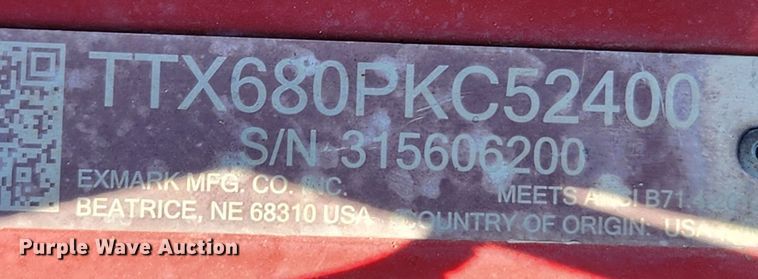 TTX680PKC52400
S/N 315606200
EXMARK MFG. CO. INC.
BEATRICE, NE 68310 USA
MEETS ANSI B71.
COUNTRY OF ORIGIN: USA
Purple Wave Auction